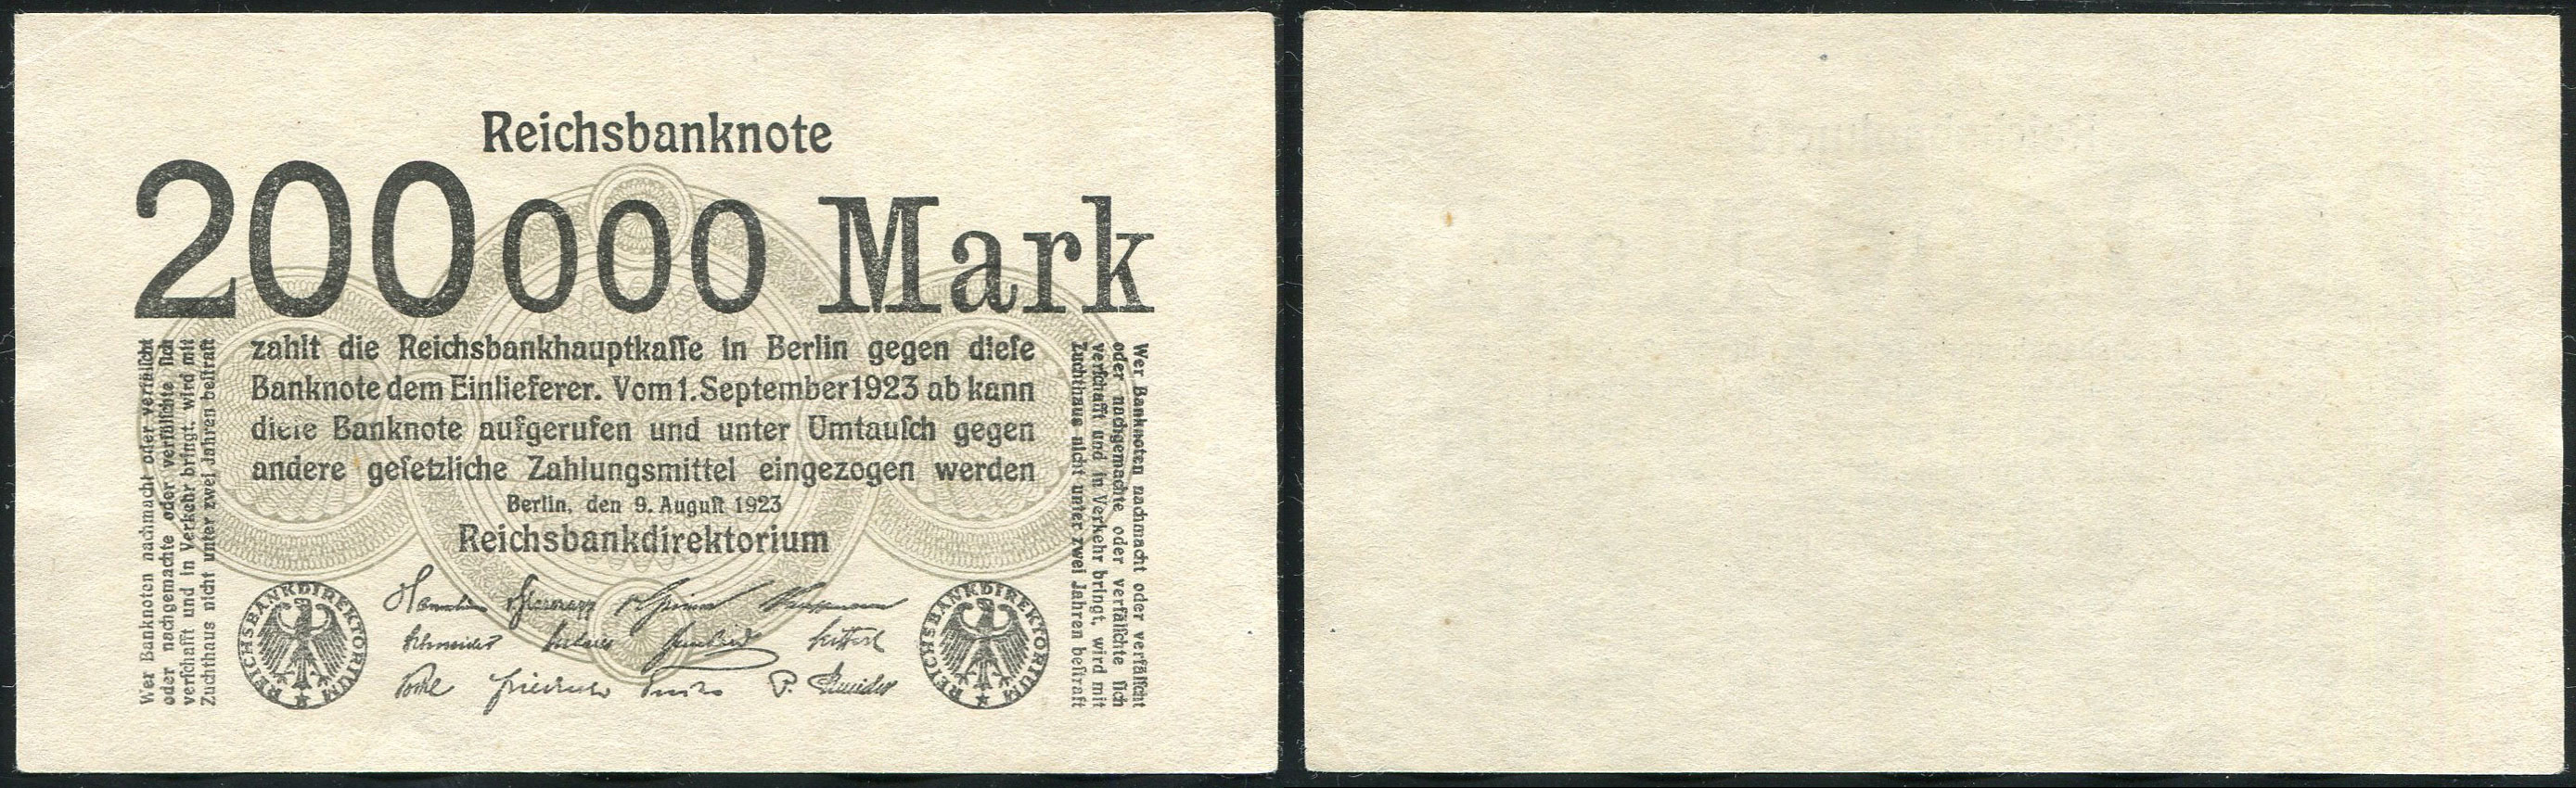 Reichsbanknote
200000 Mark
zahlt die Reichsbankhauptkaſſe in Berlin gegen dieſe
Banknote dem Einlieferer. Vom 1. September 1923 ab kann
dieſe Banknote aufgerufen und unter Umtauſch gegen
andere geſetzliche Zahlungsmittel eingezogen werden
Berlin, den 9. Auguſt 1923
Reichsbankdirektorium
Wer Banknoten nachmacht oder verfälſcht
oder nachgemachte oder verfälſchte ſich
verſchafft und in Verkehr bringt, wird mit
Zuchthaus nicht unter zwei Jahren beſtraft
Wer Banknoten nachmacht oder verfälſcht
oder nachgemachte oder verfälſchte ſich
verſchafft und in Verkehr bringt, wird mit
Zuchthaus nicht unter zwei Jahren beſtraft
REICHSBANKDIREKTORIUM
Schneider
Friedrich
P. Schneider
REICHSBANKDIREKTORIUM